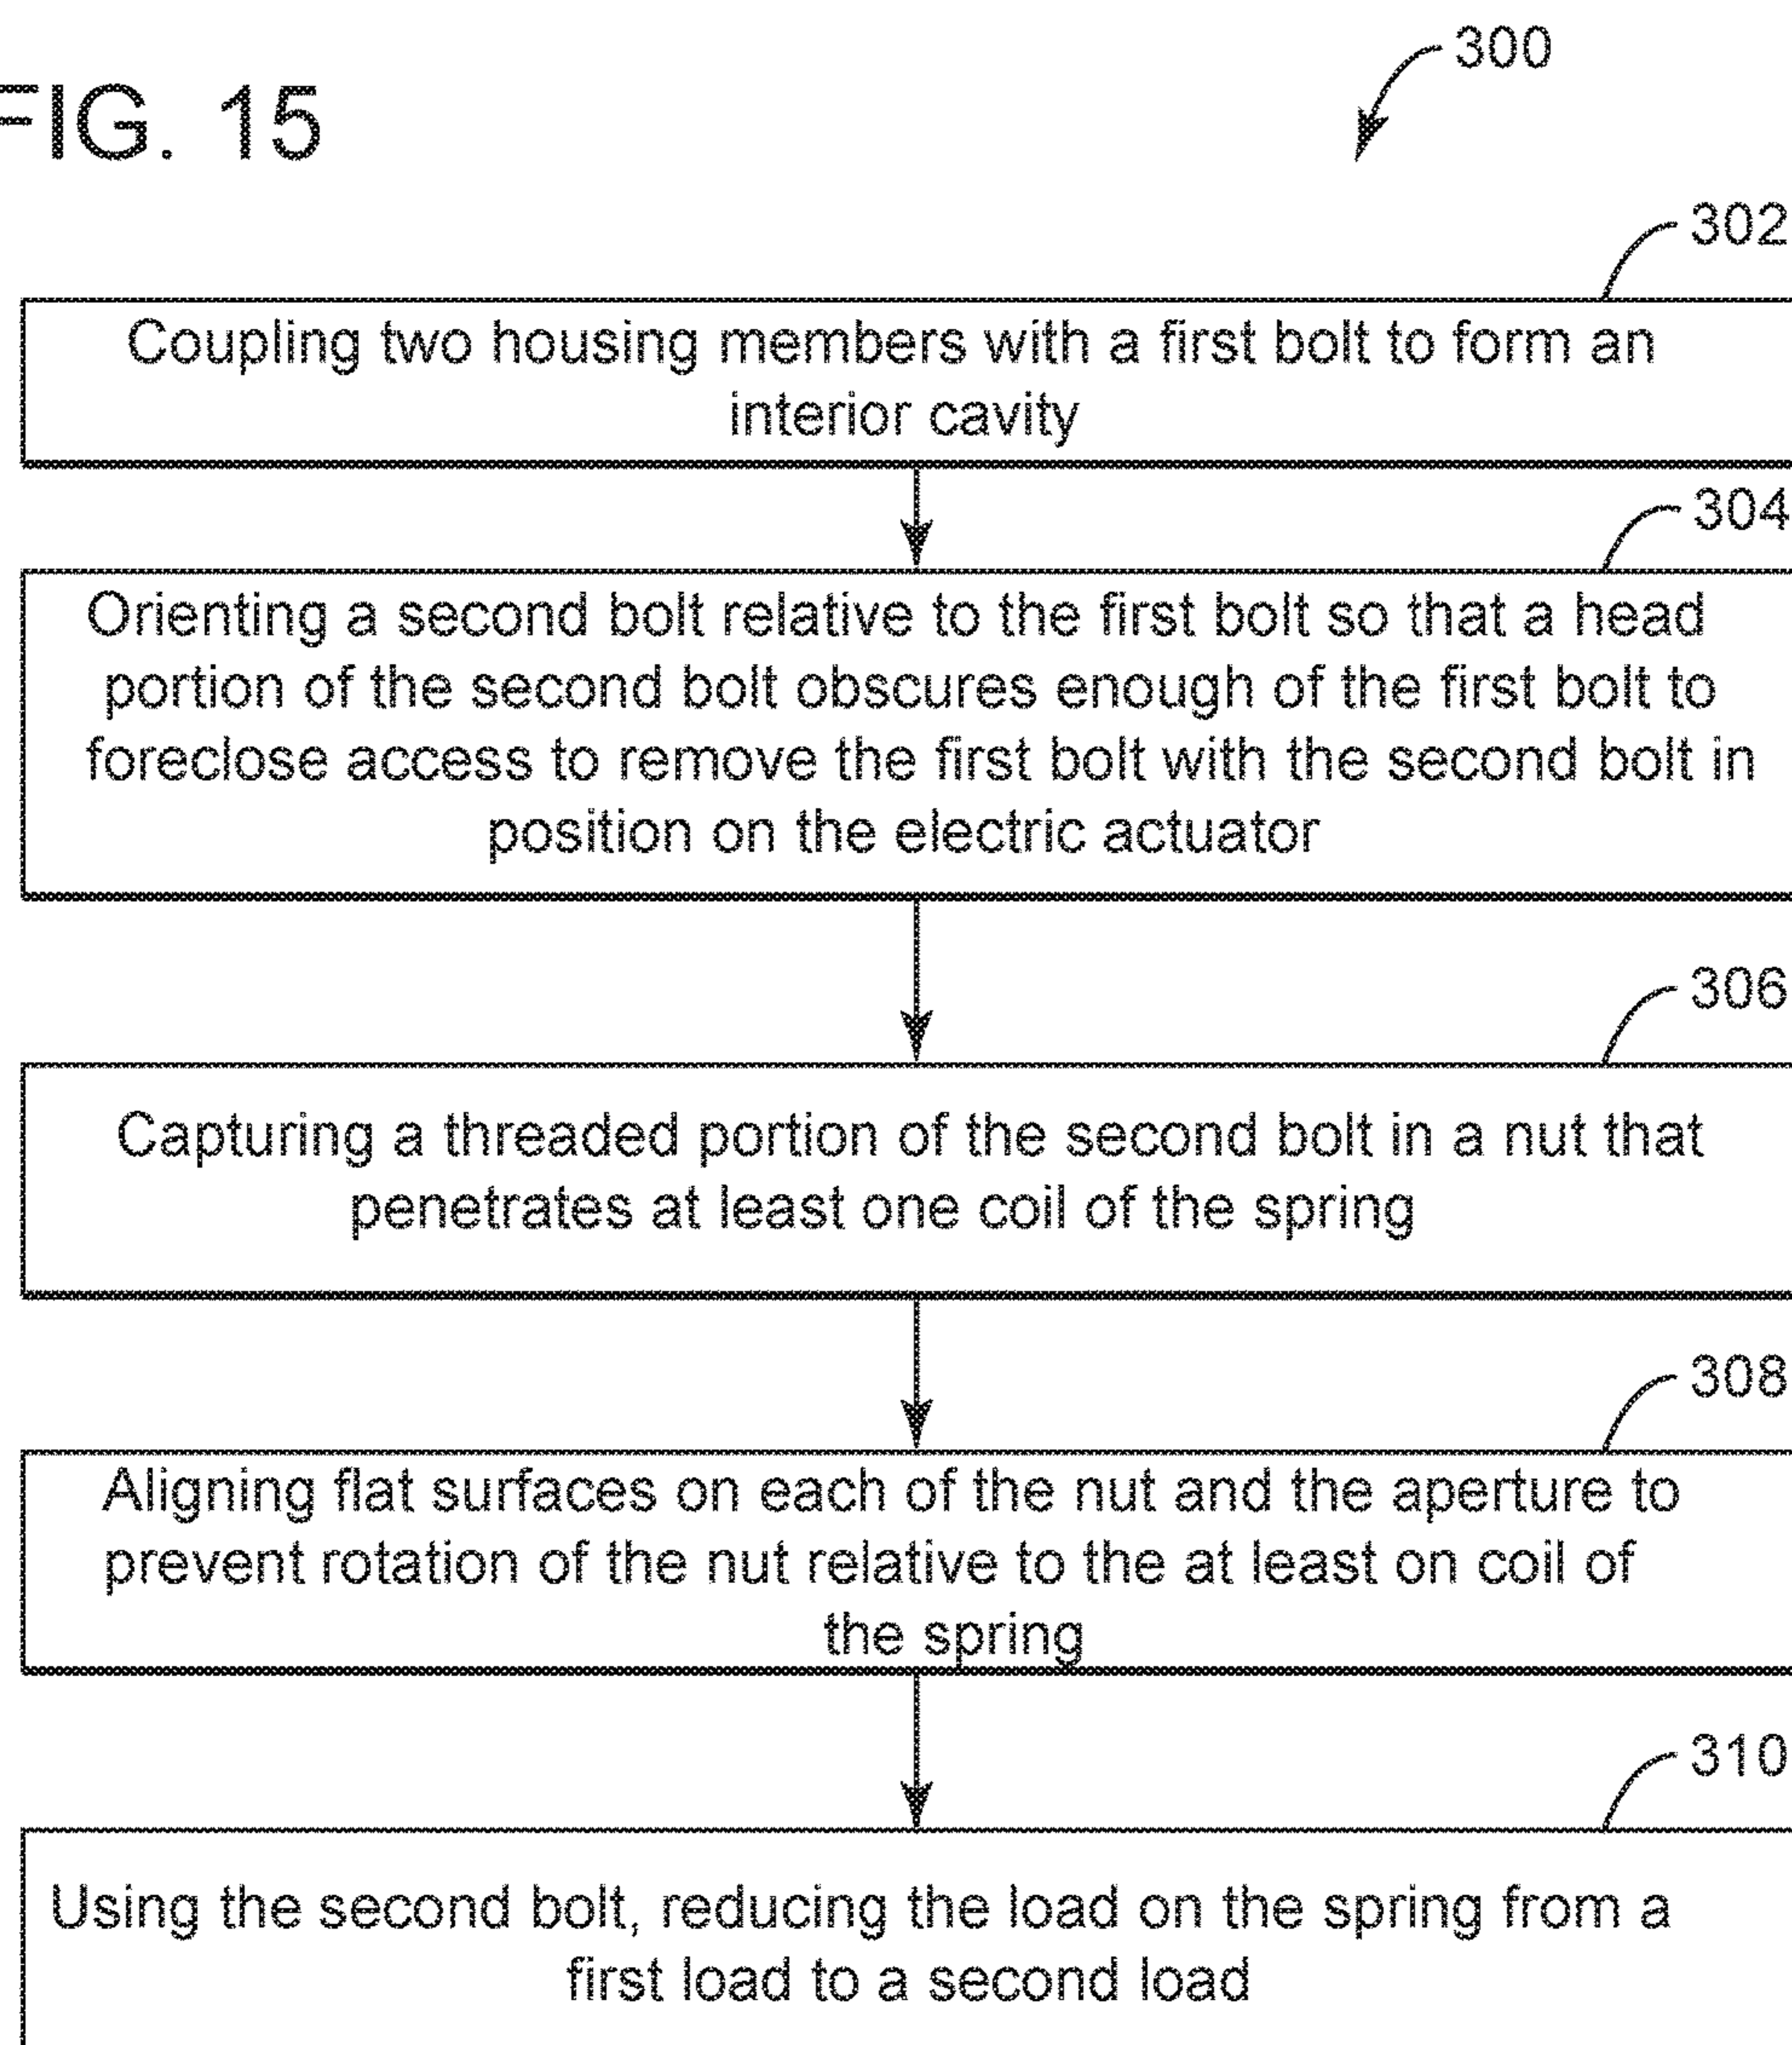 FIG. 15
300
302
Coupling two housing members with a first bolt to form an
interior cavity
304
Orienting a second bolt relative to the first bolt so that a head
portion of the second bolt obscures enough of the first bolt to
foreclose access to remove the first bolt with the second bolt in
position on the electric actuator
306
Capturing a threaded portion of the second bolt in a nut that
penetrates at least one coil of the spring
308
Aligning flat surfaces on each of the nut and the aperture to
prevent rotation of the nut relative to the at least on coil of
the spring
310
Using the second bolt, reducing the load on the spring from a
first load to a second load